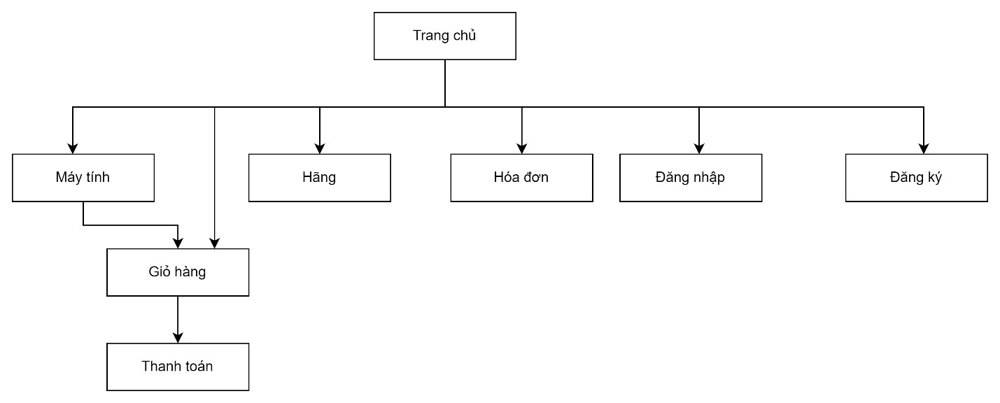 Trang chủ
Máy tính
Hãng
Hóa đơn
Đăng nhập
Đăng ký
Giỏ hàng
Thanh toán